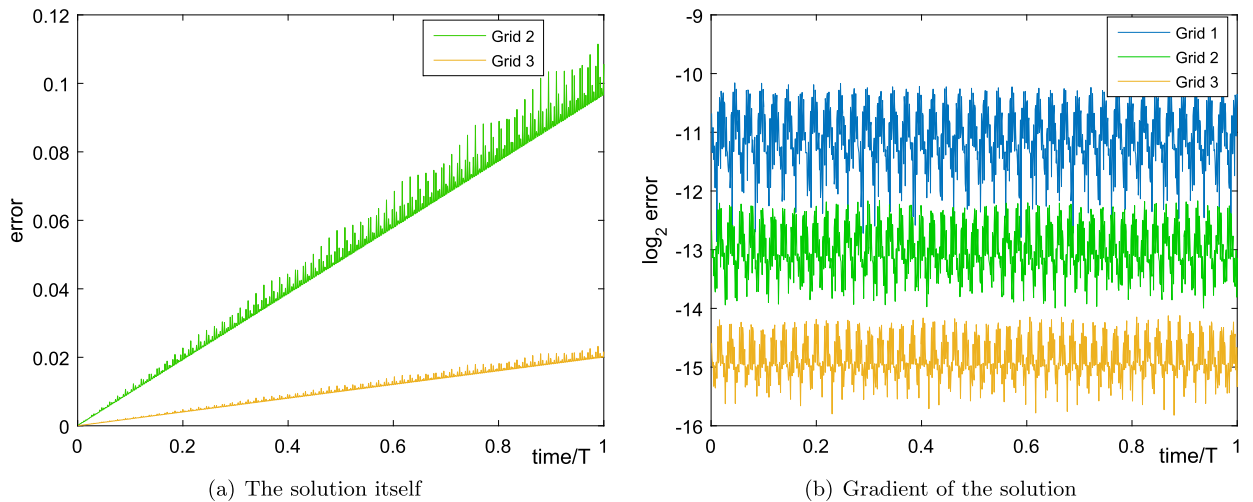 0.12
0.1
0.08
0.06
0.04
0.02
0
error
Grid 2
Grid 3
0 0.2 0.4 0.6 0.8 1
time/T
(a) The solution itself
-9
-10
-11
-12
-13
-14
-15
-16
log2 error
Grid 1
Grid 2
Grid 3
0 0.2 0.4 0.6 0.8 1
time/T
(b) Gradient of the solution